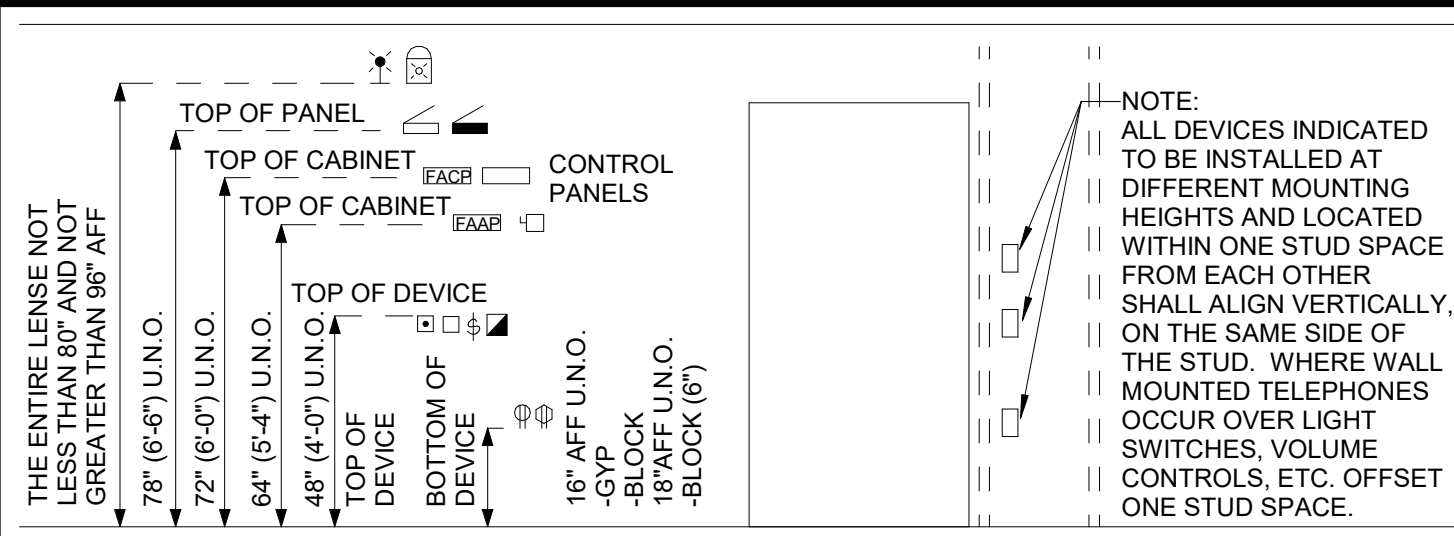 TOP OF PANEL
TOP OF CABINET
FACP
CONTROL
PANELS
TOP OF CABINET
FAAP
TOP OF DEVICE
THE ENTIRE LENSE NOT
LESS THAN 80" AND NOT
GREATER THAN 96" AFF
78" (6'-6") U.N.O.
72" (6'-0") U.N.O.
64" (5'-4") U.N.O.
48" (4'-0") U.N.O.
TOP OF
DEVICE
BOTTOM OF
DEVICE
16" AFF U.N.O.
-GYP
-BLOCK
18"AFF U.N.O.
-BLOCK (6")
NOTE:
ALL DEVICES INDICATED
TO BE INSTALLED AT
DIFFERENT MOUNTING
HEIGHTS AND LOCATED
WITHIN ONE STUD SPACE
FROM EACH OTHER
SHALL ALIGN VERTICALLY,
ON THE SAME SIDE OF
THE STUD. WHERE WALL
MOUNTED TELEPHONES
OCCUR OVER LIGHT
SWITCHES, VOLUME
CONTROLS, ETC. OFFSET
ONE STUD SPACE.